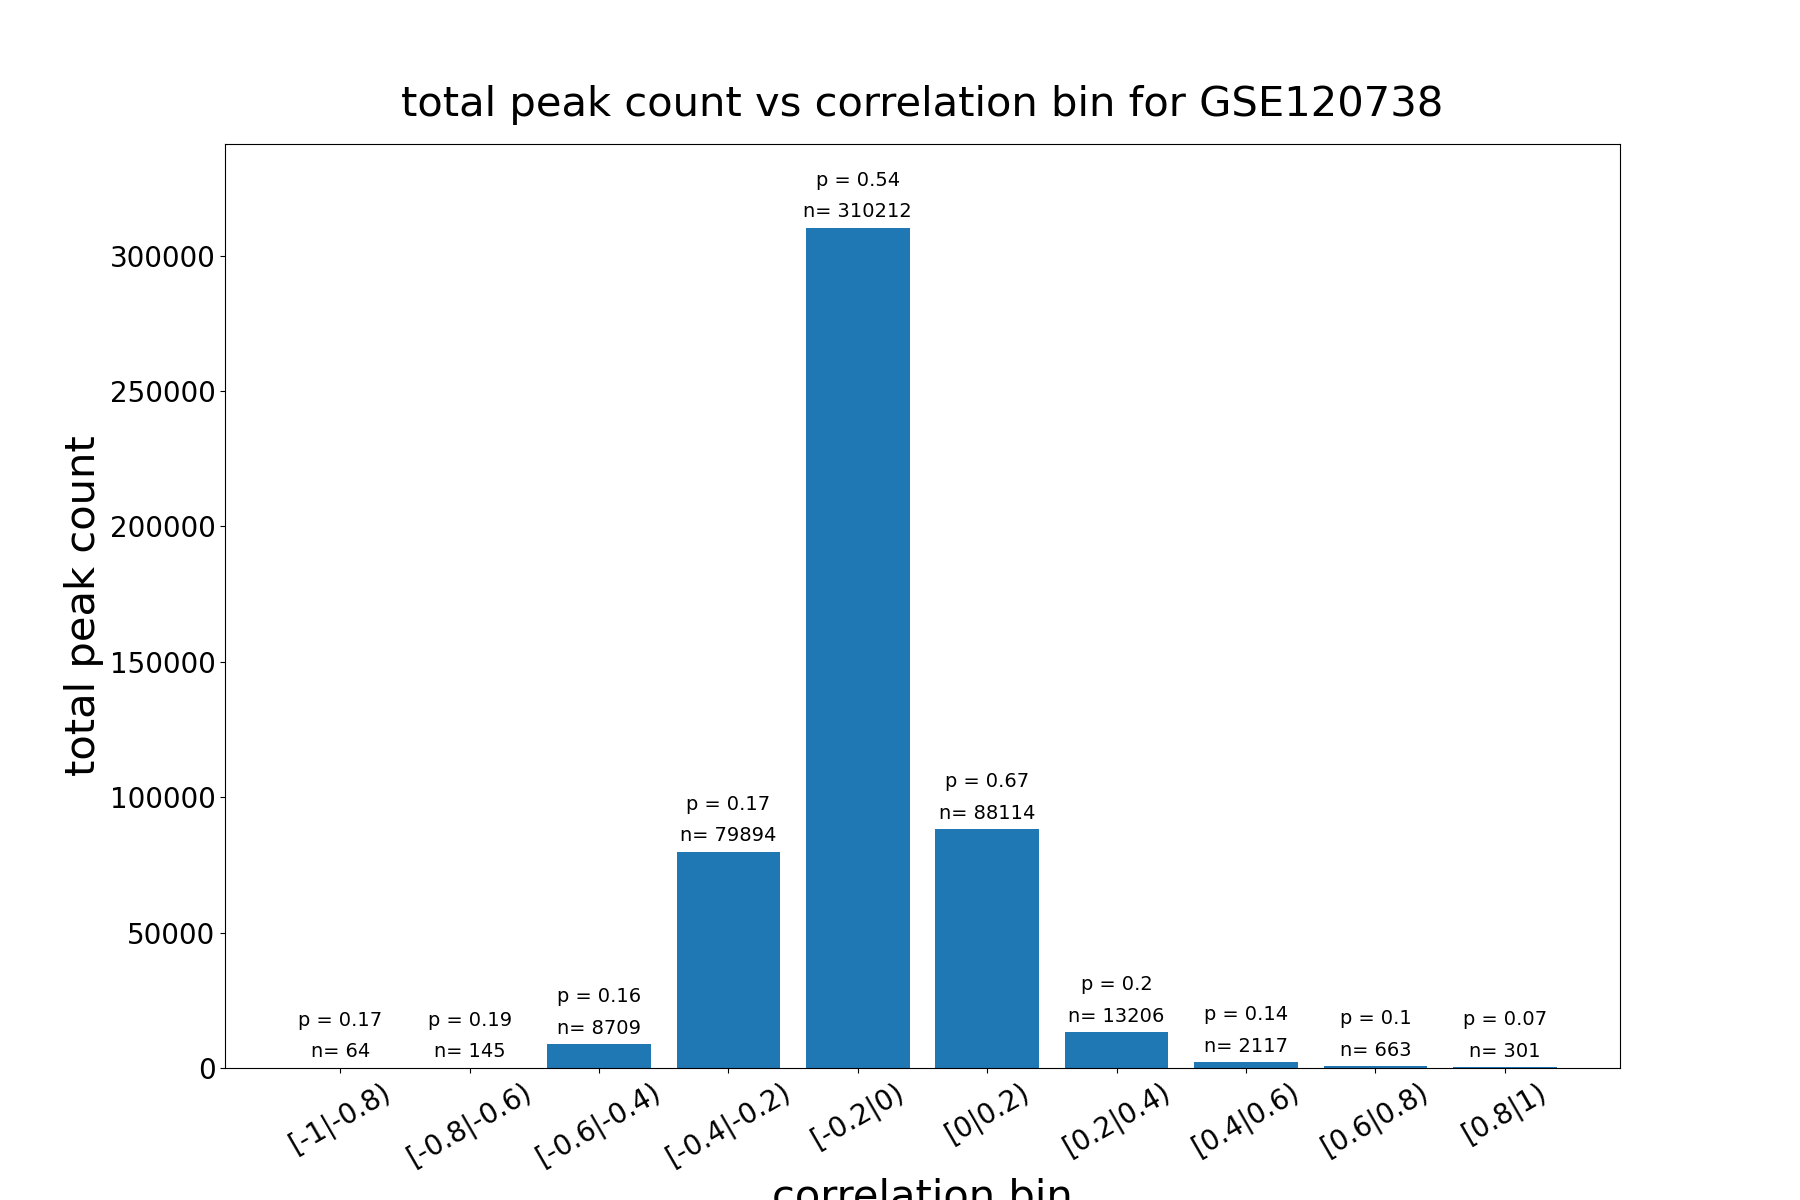 total peak count vs correlation bin for GSE120738
total peak count
300000
250000
200000
150000
100000
50000
0
p = 0.17
n= 64
p = 0.19
n= 145
p = 0.16
n= 8709
p = 0.17
n= 79894
p = 0.54
n= 310212
p = 0.67
n= 88114
p = 0.2
n= 13206
p = 0.14
n= 2117
p = 0.1
n= 663
p = 0.07
n= 301
[-1|-0.8)
[-0.8|-0.6)
[-0.6|-0.4)
[-0.4|-0.2)
[-0.2|0)
[0|0.2)
[0.2|0.4)
[0.4|0.6)
[0.6|0.8)
[0.8|1)
correlation bin